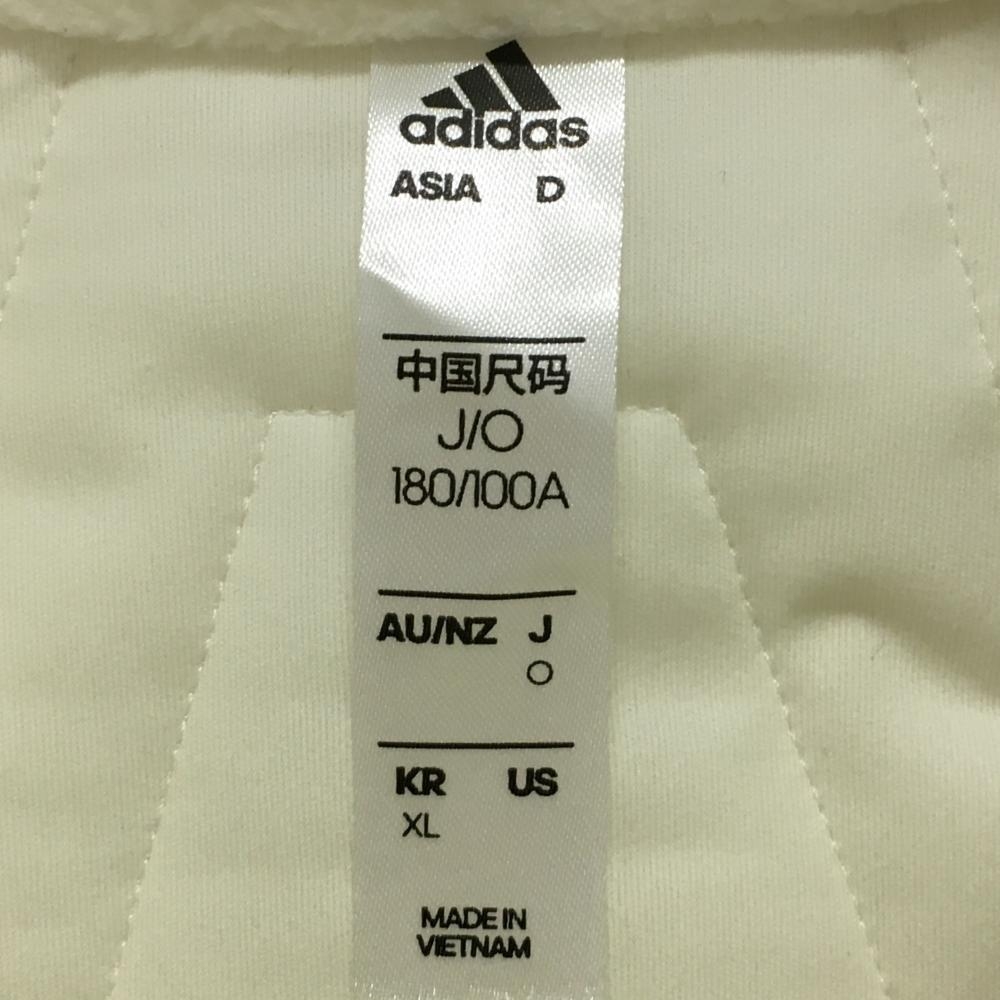 adidas
ASIA D
中国尺码
J/O
180/100A
AU/NZ J
O
KR US
XL
MADE IN
VIETNAM